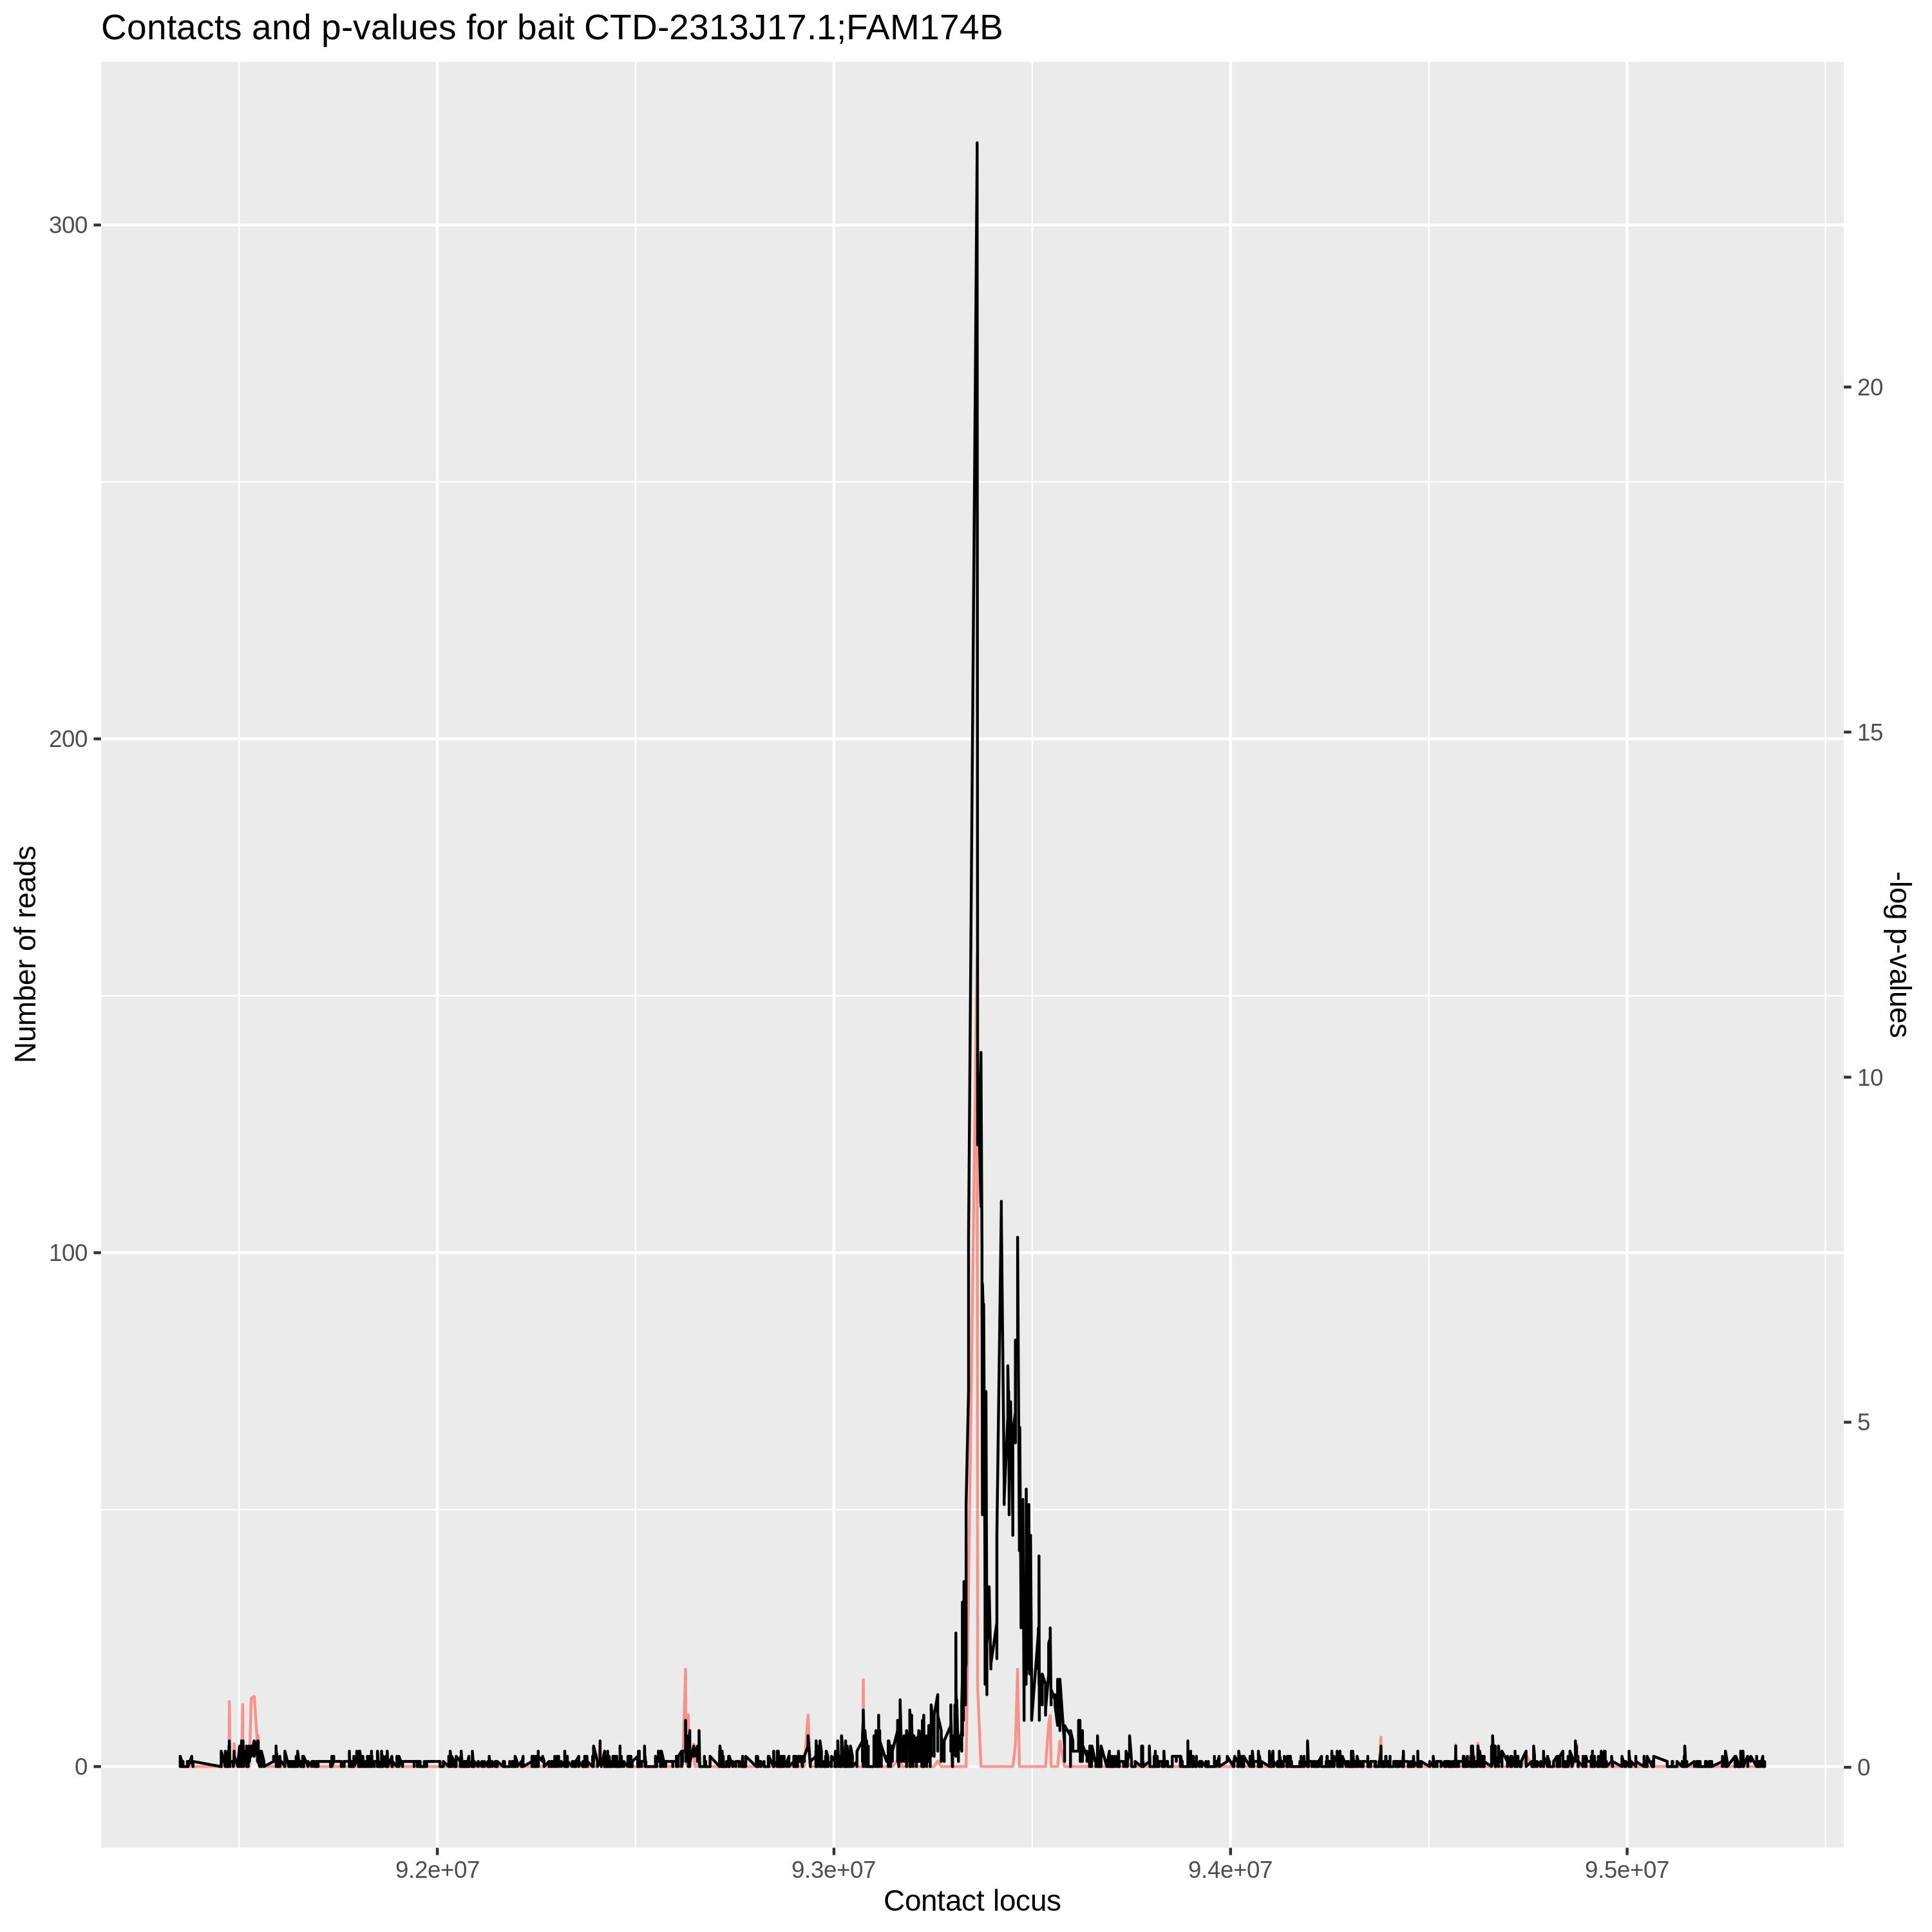 Contacts and p-values for bait CTD-2313J17.1;FAM174B
300
200
100
0
Number of reads
20
15
10
5
0
-log p-values
9.2e+07
9.3e+07
9.4e+07
9.5e+07
Contact locus